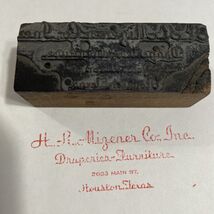 H. R. Mizener Co., Inc.
Draperies-Furniture
2603 MAIN ST.
Houston, Texas